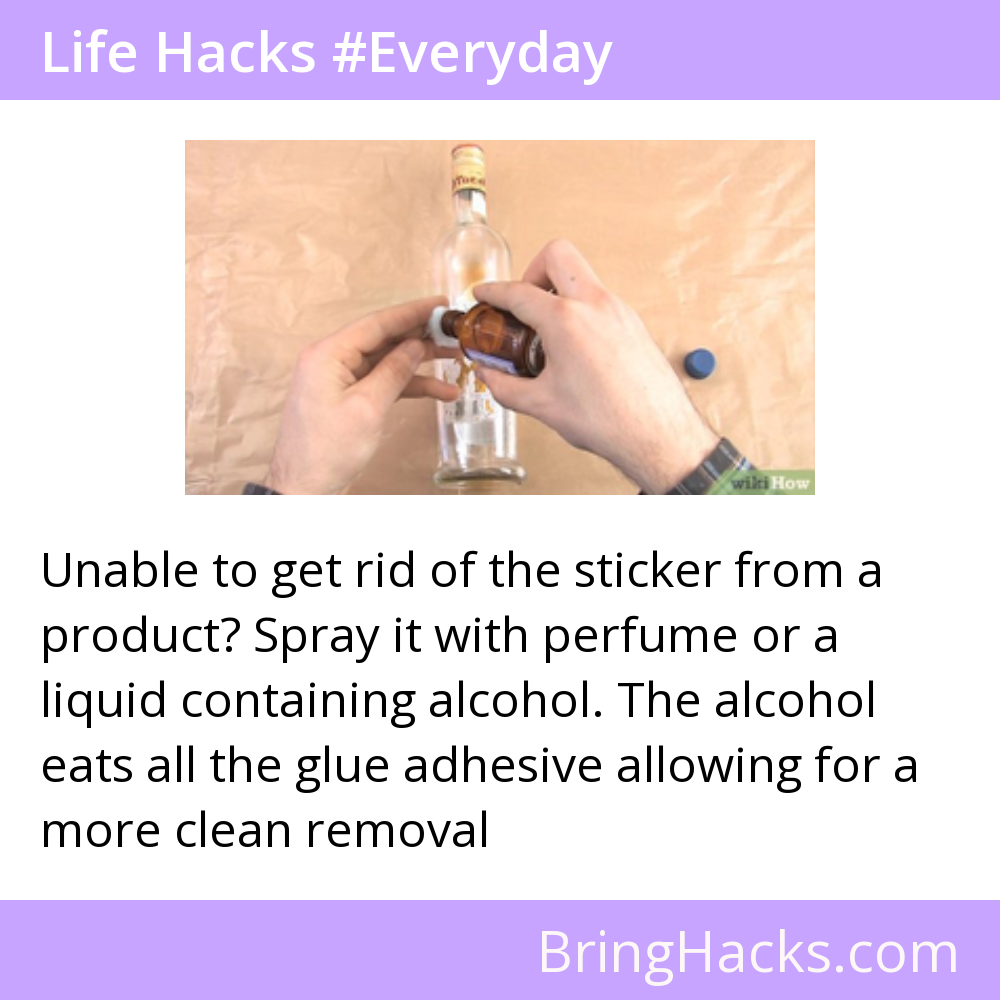 Life Hacks #Everyday
wikiHow
Unable to get rid of the sticker from a
product? Spray it with perfume or a
liquid containing alcohol. The alcohol
eats all the glue adhesive allowing for a
more clean removal
BringHacks.com